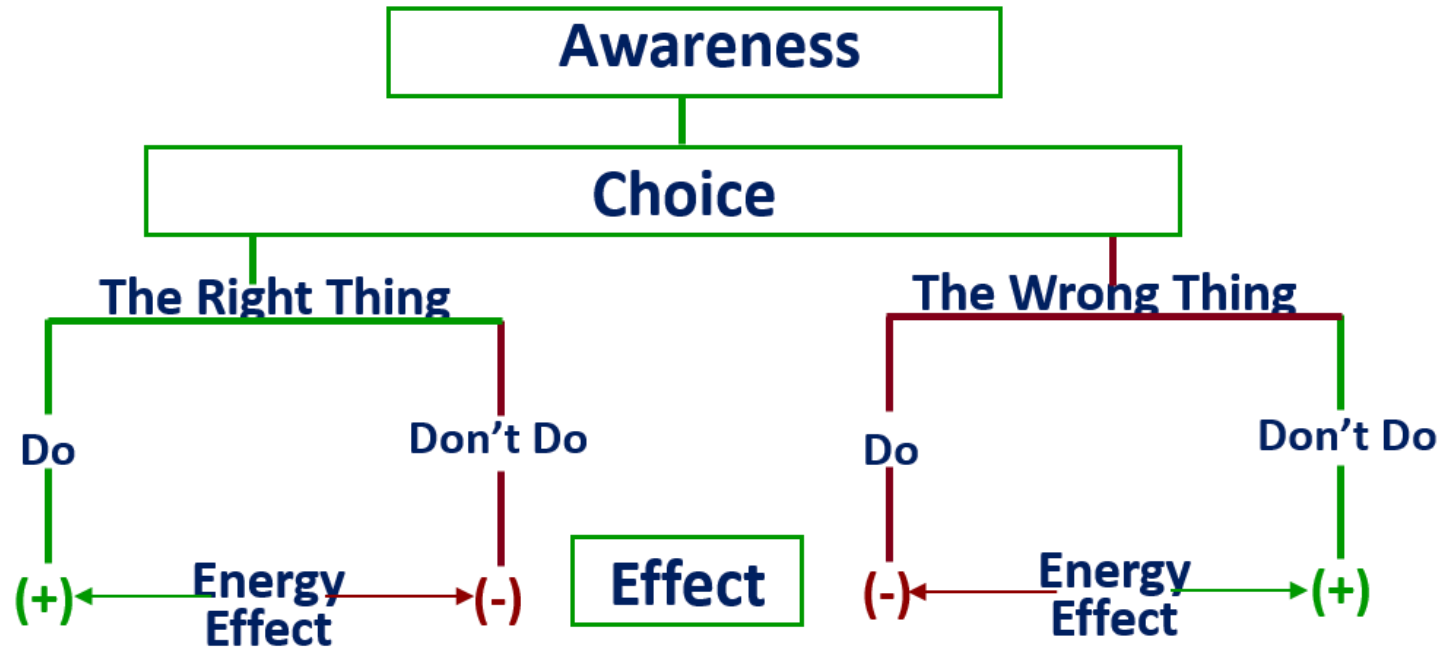 Awareness
Choice
The Right Thing
The Wrong Thing
Do
Don’t Do
Do
Don’t Do
(+)
Energy
Effect
(-)
Effect
(-)
Energy
Effect
(+)